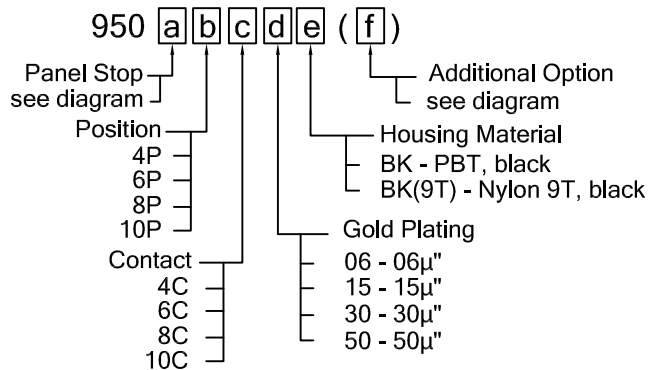 950 a b c d e ( f )
Panel Stop
see diagram
Additional Option
see diagram
Position
4P
6P
8P
10P
Housing Material
BK - PBT, black
BK(9T) - Nylon 9T, black
Contact
4C
6C
8C
10C
Gold Plating
06 - 06µ"
15 - 15µ"
30 - 30µ"
50 - 50µ"